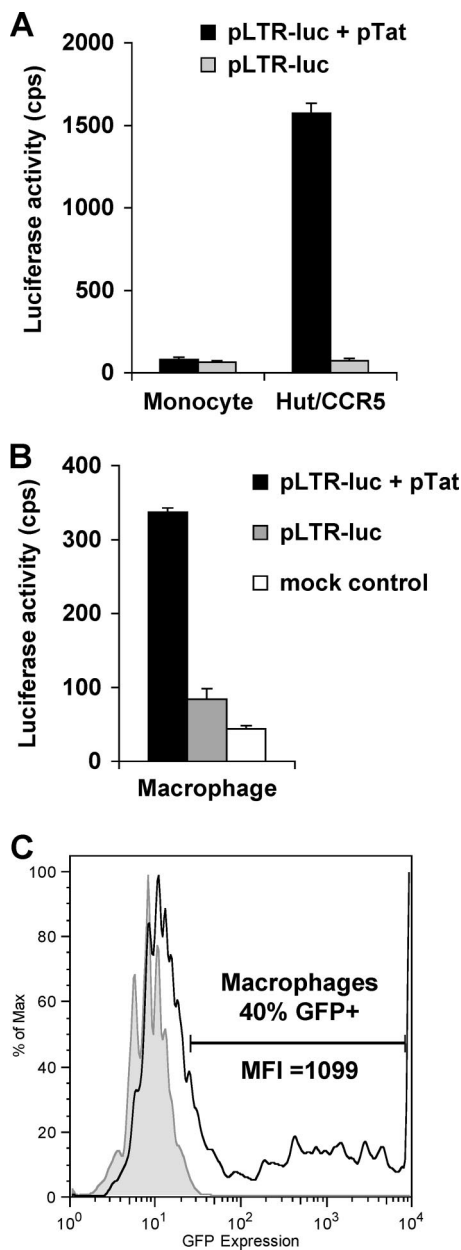 A
pLTR-luc + pTat
pLTR-luc
Luciferase activity (cps)
2000
1500
1000
500
0
Monocyte Hut/CCR5
B
pLTR-luc + pTat
pLTR-luc
mock control
Luciferase activity (cps)
400
300
200
100
0
Macrophage
C
% of Max
100
80
60
40
20
0
Macrophages
40% GFP+
MFI =1099
10^0 10^1 10^2 10^3 10^4
GFP Expression